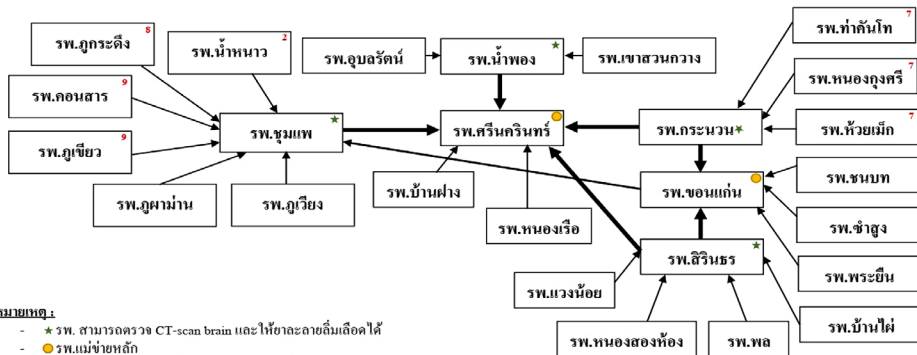 รพ.ภูกระดึง 8
รพ.น้ำหนาว 2
รพ.คอนสาร 9
รพ.ภูเขียว 9
รพ.ชุมแพ
รพ.ภูผาม่าน
รพ.ภูเวียง
รพ.อุบลรัตน์
รพ.น้ำพอง
รพ.เขาสวนกวาง
รพ.ศรีนครินทร์
รพ.บ้านฝาง
รพ.หนองเรือ
รพ.ท่าคันโท 7
รพ.หนองกุงศรี 7
รพ.ห้วยเม็ก 7
รพ.กระนวน
รพ.ขอนแก่น
รพ.ชนบท
รพ.ซำสูง
รพ.พระยืน
รพ.บ้านไผ่
รพ.สิรินธร
รพ.แวงน้อย
รพ.หนองสองห้อง
รพ.พล
หมายเหตุ :
- รพ. สามารถตรวจ CT-scan brain และให้ยาละลายลิ่มเลือดได้
- รพ.แม่ข่ายหลัก